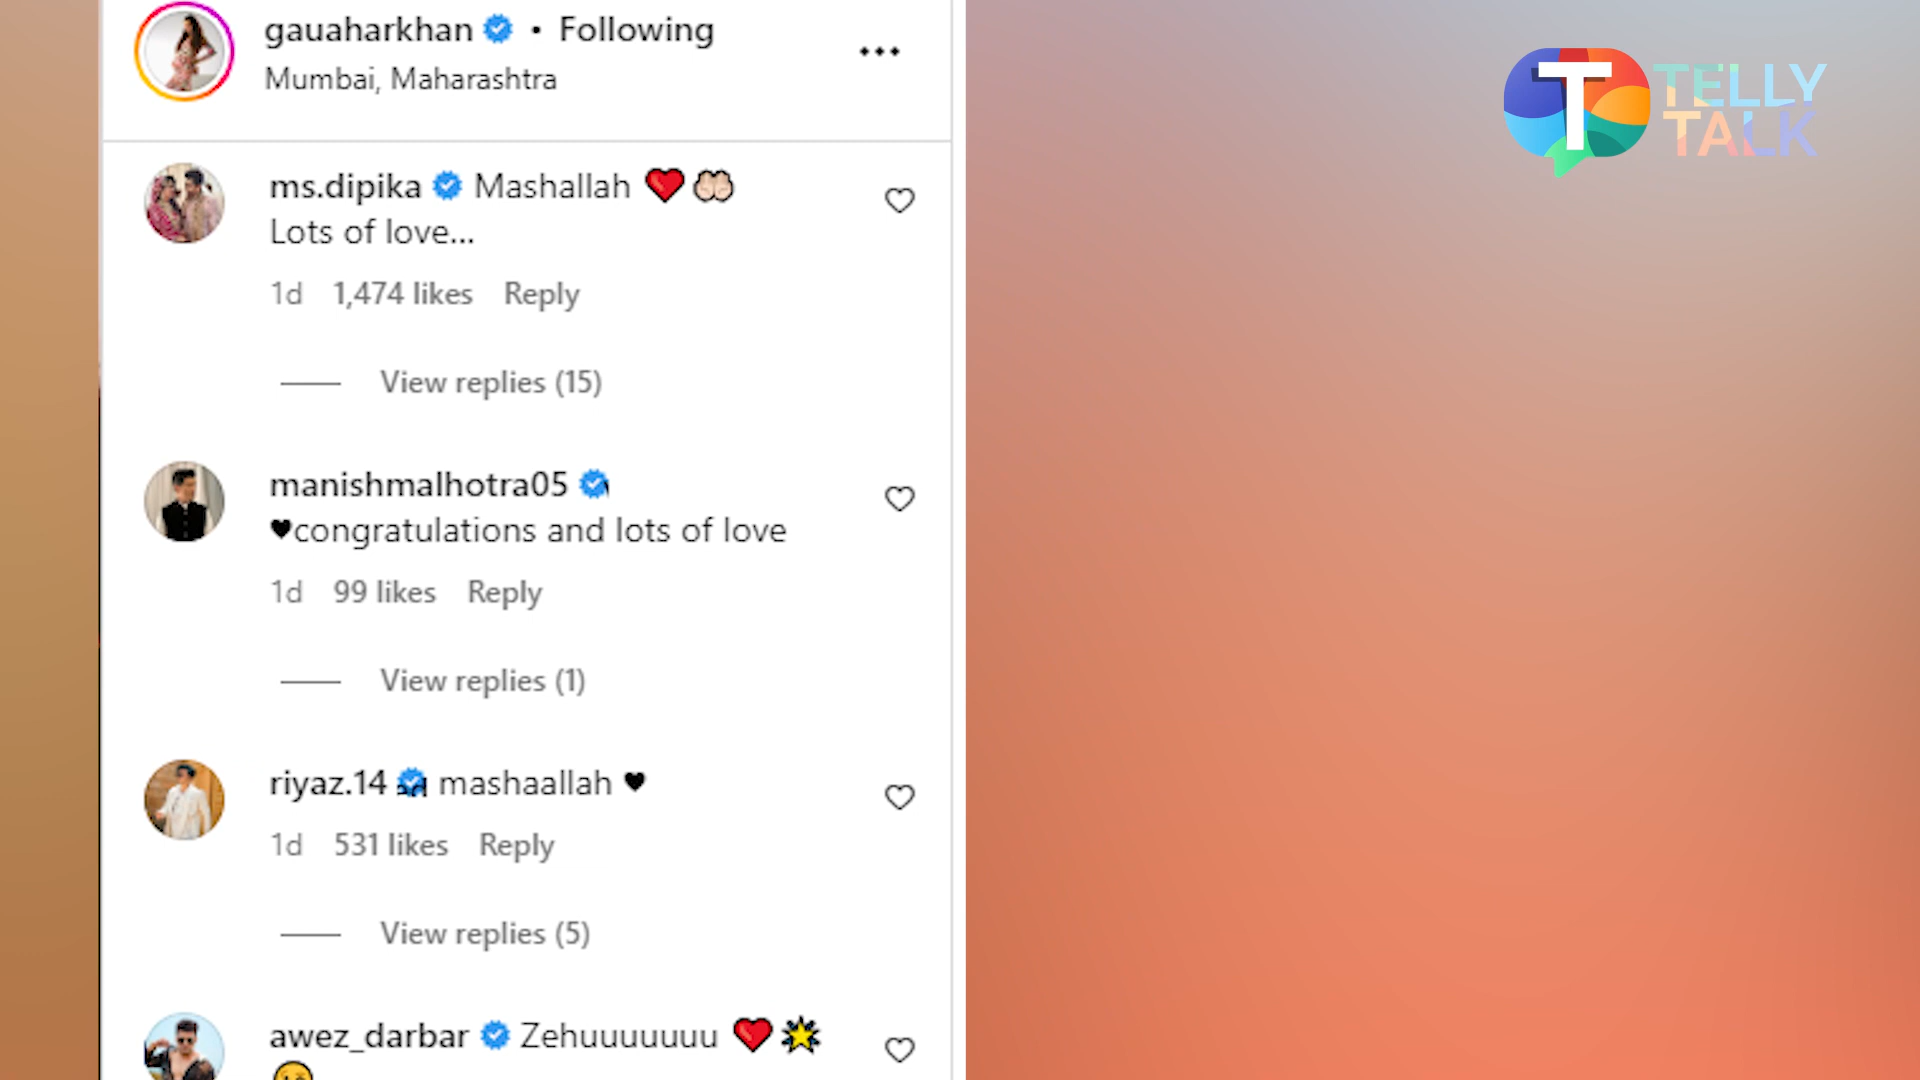 gauaharkhan • Following
Mumbai, Maharashtra
ms.dipika Mashallah ❤️🤲🏻
Lots of love...
1d 1,474 likes Reply
View replies (15)
manishmalhotra05
♥congratulations and lots of love
1d 99 likes Reply
View replies (1)
riyaz.14 mashaallah ♥
1d 531 likes Reply
View replies (5)
awez_darbar Zehuuuuuuu ❤️🌟
T TELLY
TALK